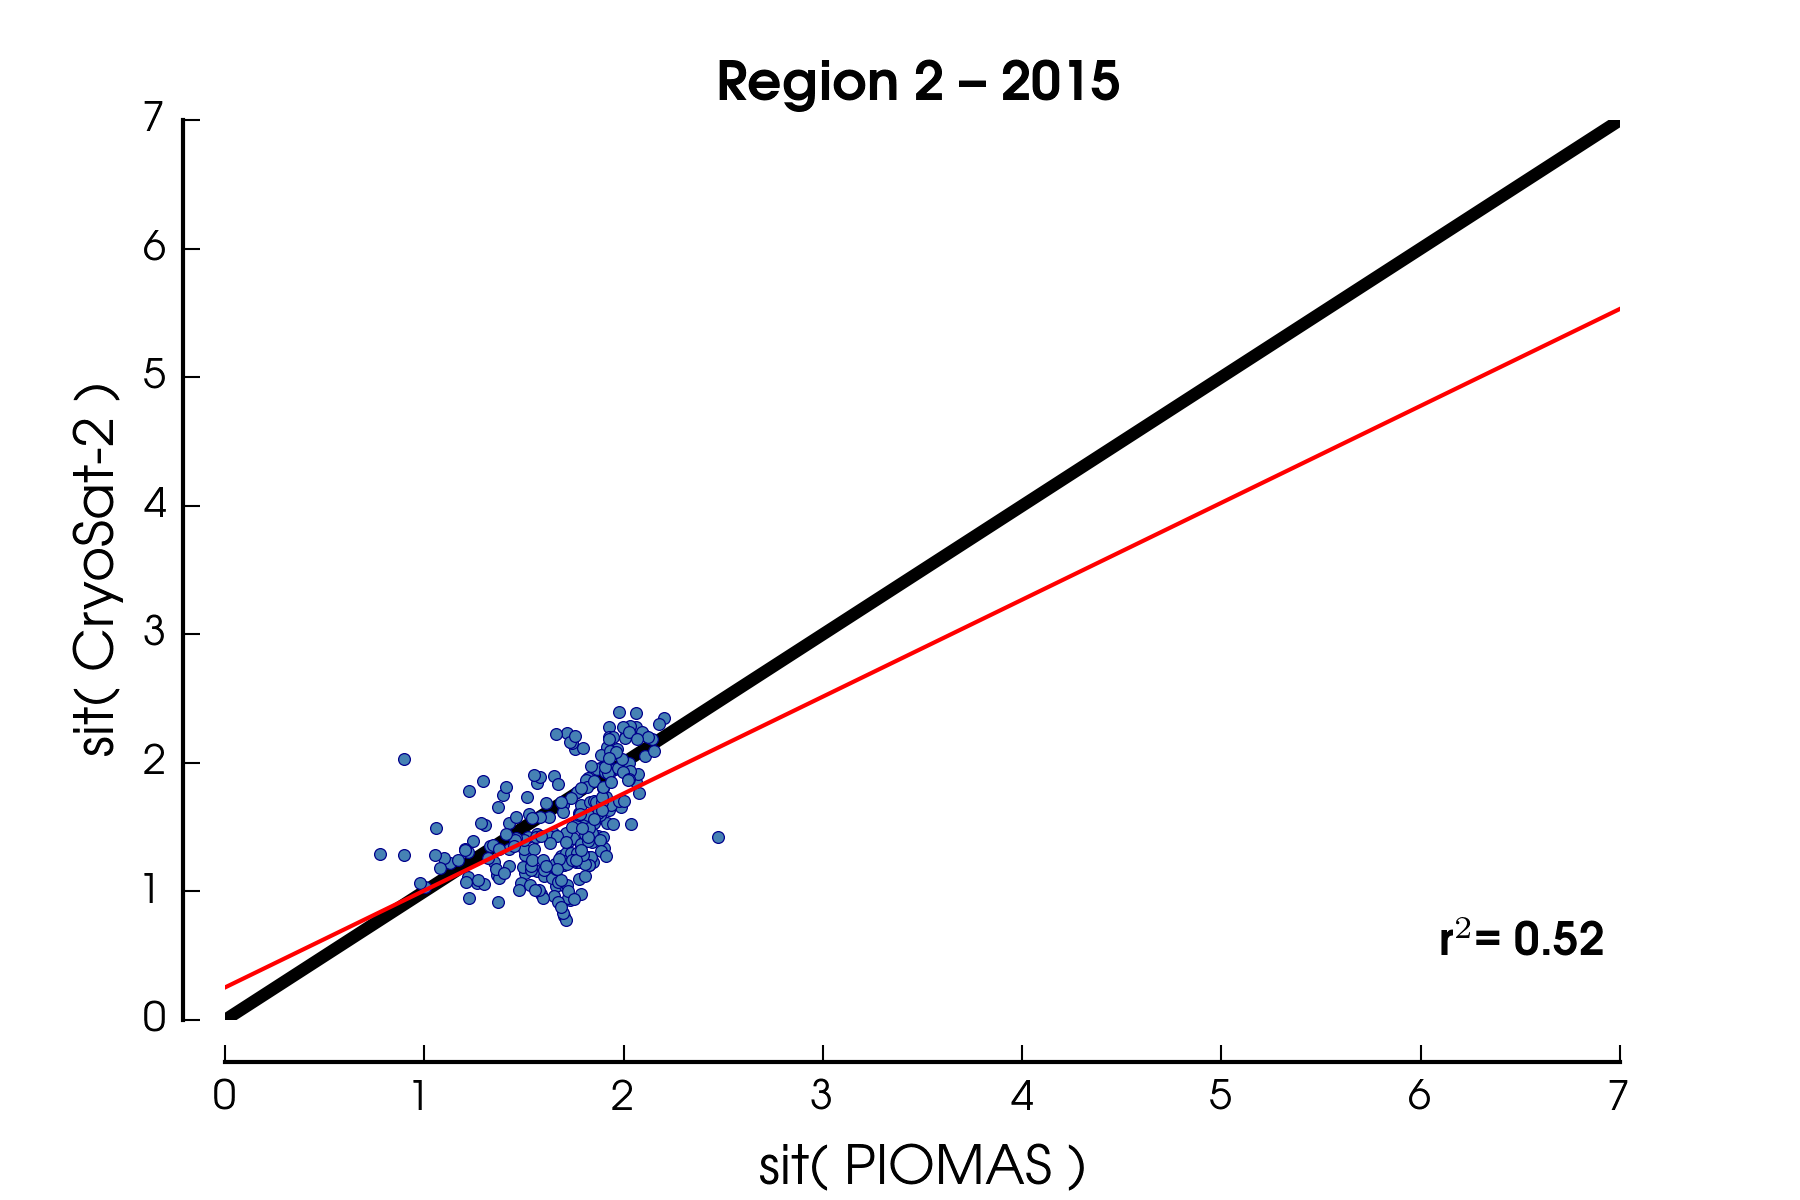 Region 2 – 2015
7
6
5
4
3
2
1
0
sit( CryoSat-2 )
r²= 0.52
0 1 2 3 4 5 6 7
sit( PIOMAS )